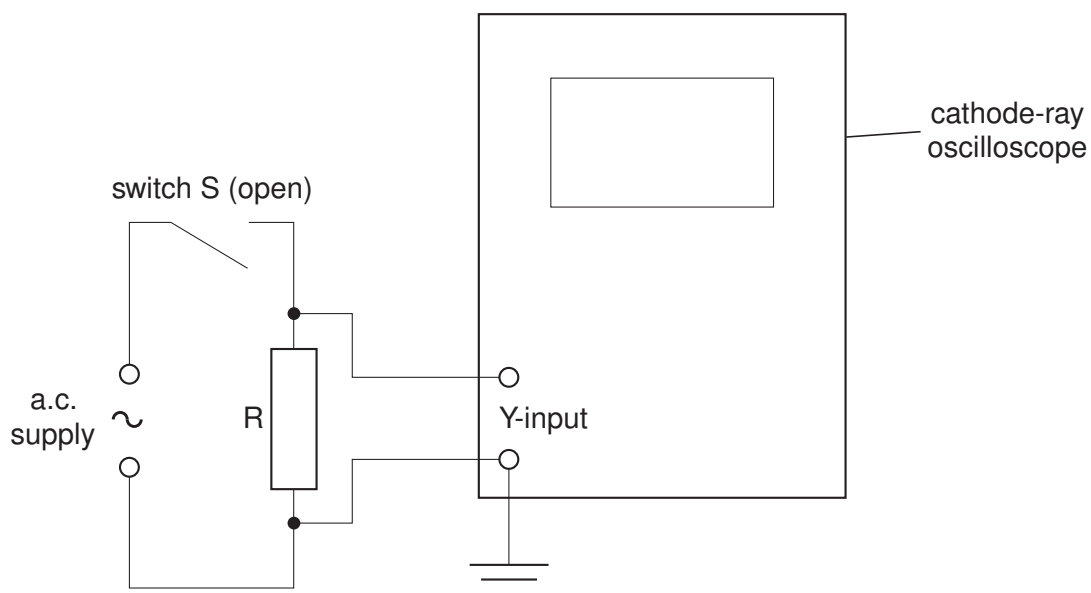 cathode-ray
oscilloscope
switch S (open)
a.c.
supply
R
Y-input